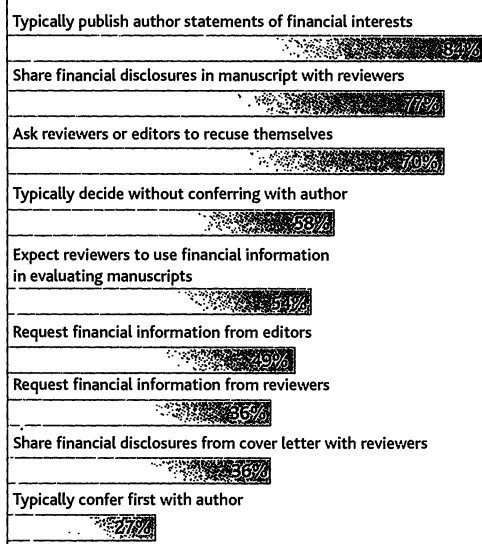 Typically publish author statements of financial interests
84%
Share financial disclosures in manuscript with reviewers
77%
Ask reviewers or editors to recuse themselves
70%
Typically decide without conferring with author
58%
Expect reviewers to use financial information
in evaluating manuscripts
54%
Request financial information from editors
49%
Request financial information from reviewers
36%
Share financial disclosures from cover letter with reviewers
36%
Typically confer first with author
27%